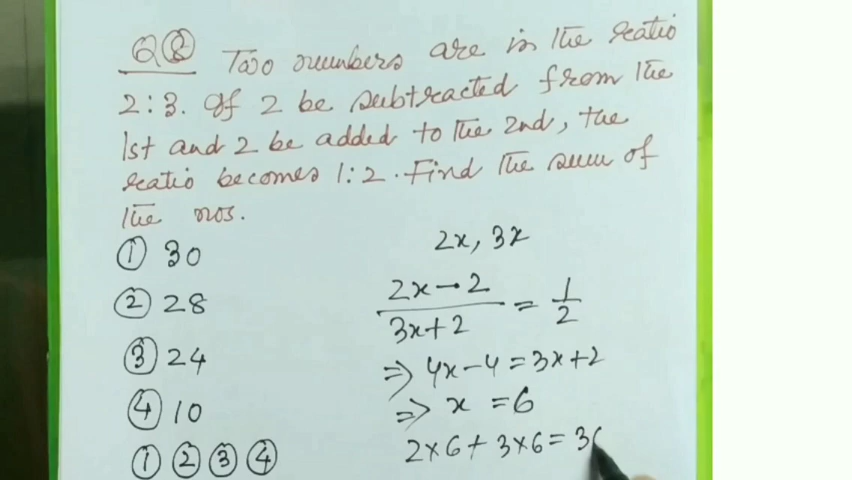 Q 8 Two numbers are in the ratio
2:3. If 2 be subtracted from the
1st and 2 be added to the 2nd, the
ratio becomes 1:2. Find the sum of
the nos.
① 30
② 28
③ 24
④ 10
① ② ③ ④
2x, 3x
2x-2/3x+2 = 1/2
⇒ 4x-4=3x+2
⇒ x = 6
2×6+3×6=30